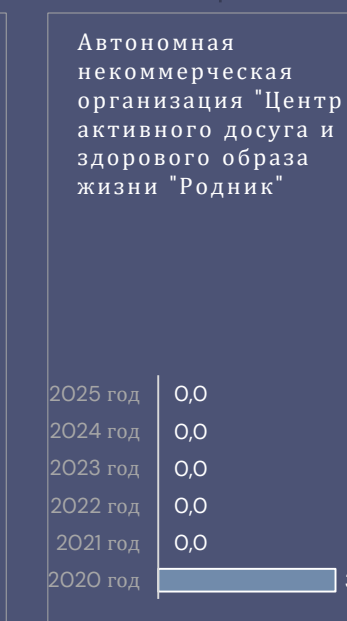 Автономная
некоммерческая
организация "Центр
активного досуга и
здорового образа
жизни "Родник"
2025 год 0,0
2024 год 0,0
2023 год 0,0
2022 год 0,0
2021 год 0,0
2020 год